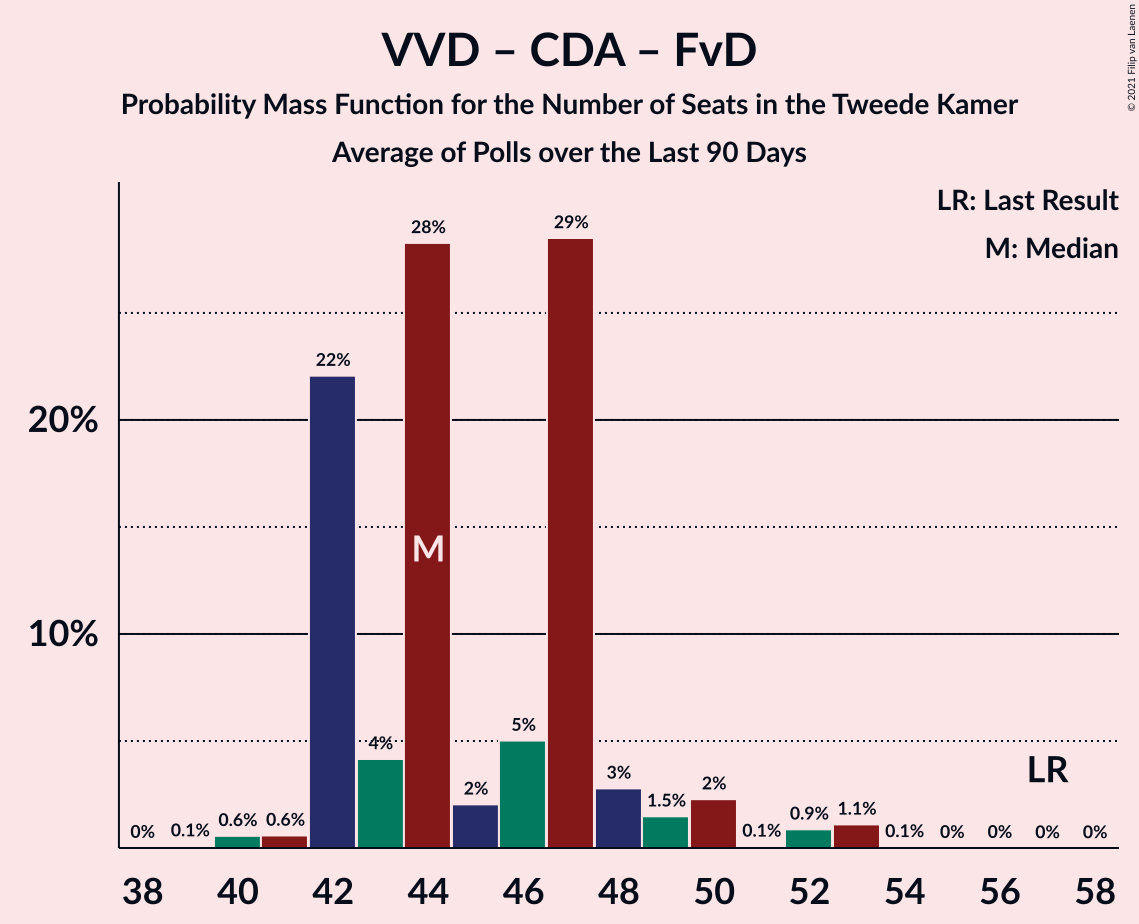 VVD – CDA – FvD
Probability Mass Function for the Number of Seats in the Tweede Kamer
Average of Polls over the Last 90 Days
© 2021 Filip van Laenen
LR: Last Result
M: Median
20%
10%
0%
0.1%
0.6%
0.6%
22%
4%
28%
2%
5%
29%
3%
1.5%
2%
0.1%
0.9%
1.1%
0.1%
0%
0%
0%
0%
M
LR
38 40 42 44 46 48 50 52 54 56 58